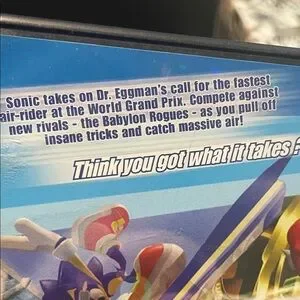 Sonic takes on Dr. Eggman's call for the fastest
air-rider at the World Grand Prix. Compete against
new rivals - the Babylon Rogues - as you pull off
insane tricks and catch massive air!
Think you got what it takes?